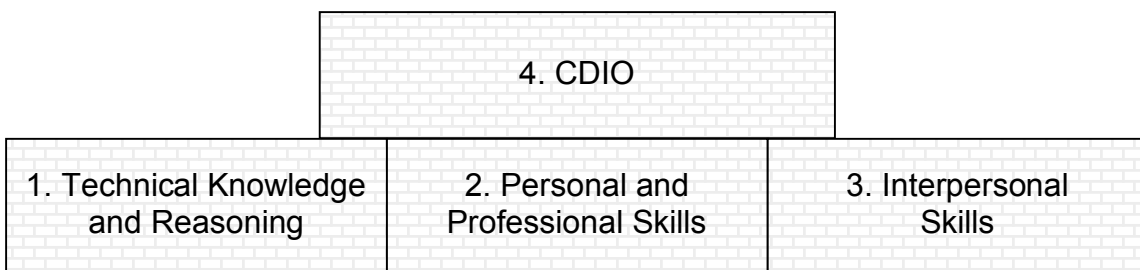 4. CDIO
1. Technical Knowledge
and Reasoning
2. Personal and
Professional Skills
3. Interpersonal
Skills